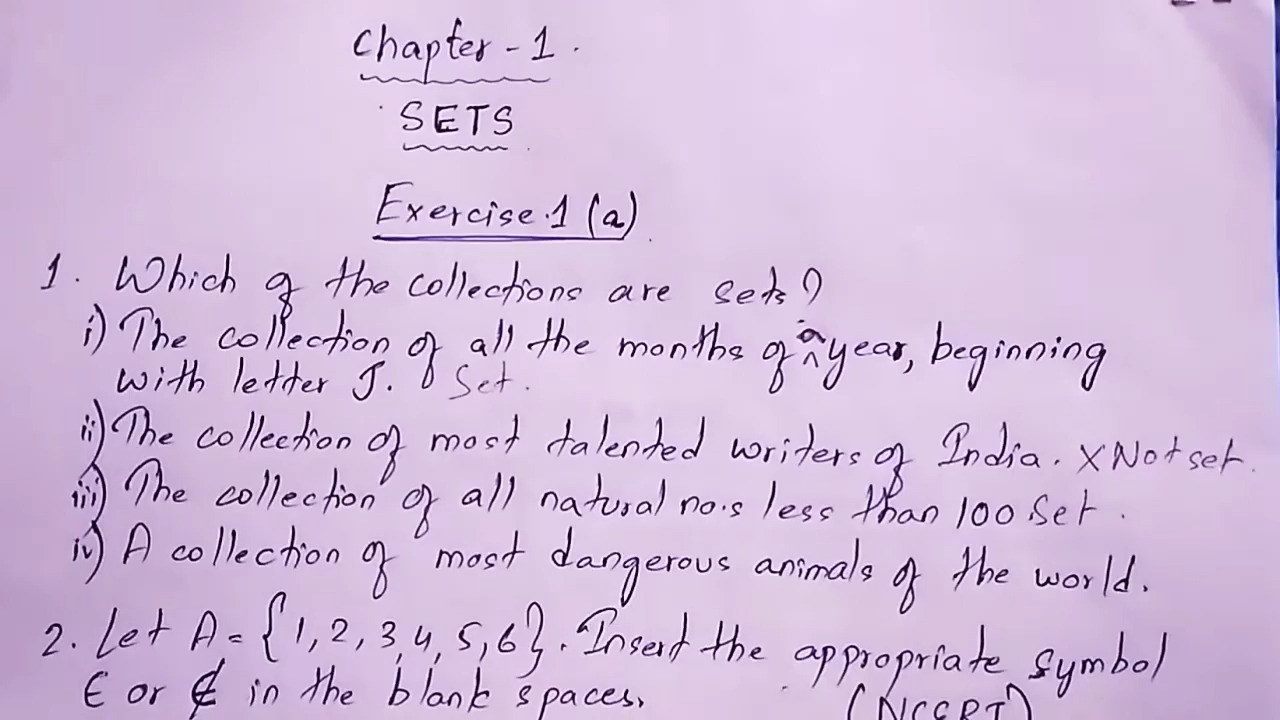 Chapter - 1.
SETS
Exercise.1 (a)
1. Which of the collections are sets?
i) The collection of all the months of a year, beginning
with letter J. Set.
ii) The collection of most talented writers of India. X Not set.
iii) The collection of all natural no.s less than 100 Set.
iv) A collection of most dangerous animals of the world.
2. Let A = {1, 2, 3, 4, 5, 6}. Insert the appropriate symbol
∈ or ∉ in the blank spaces.
(NCERT)